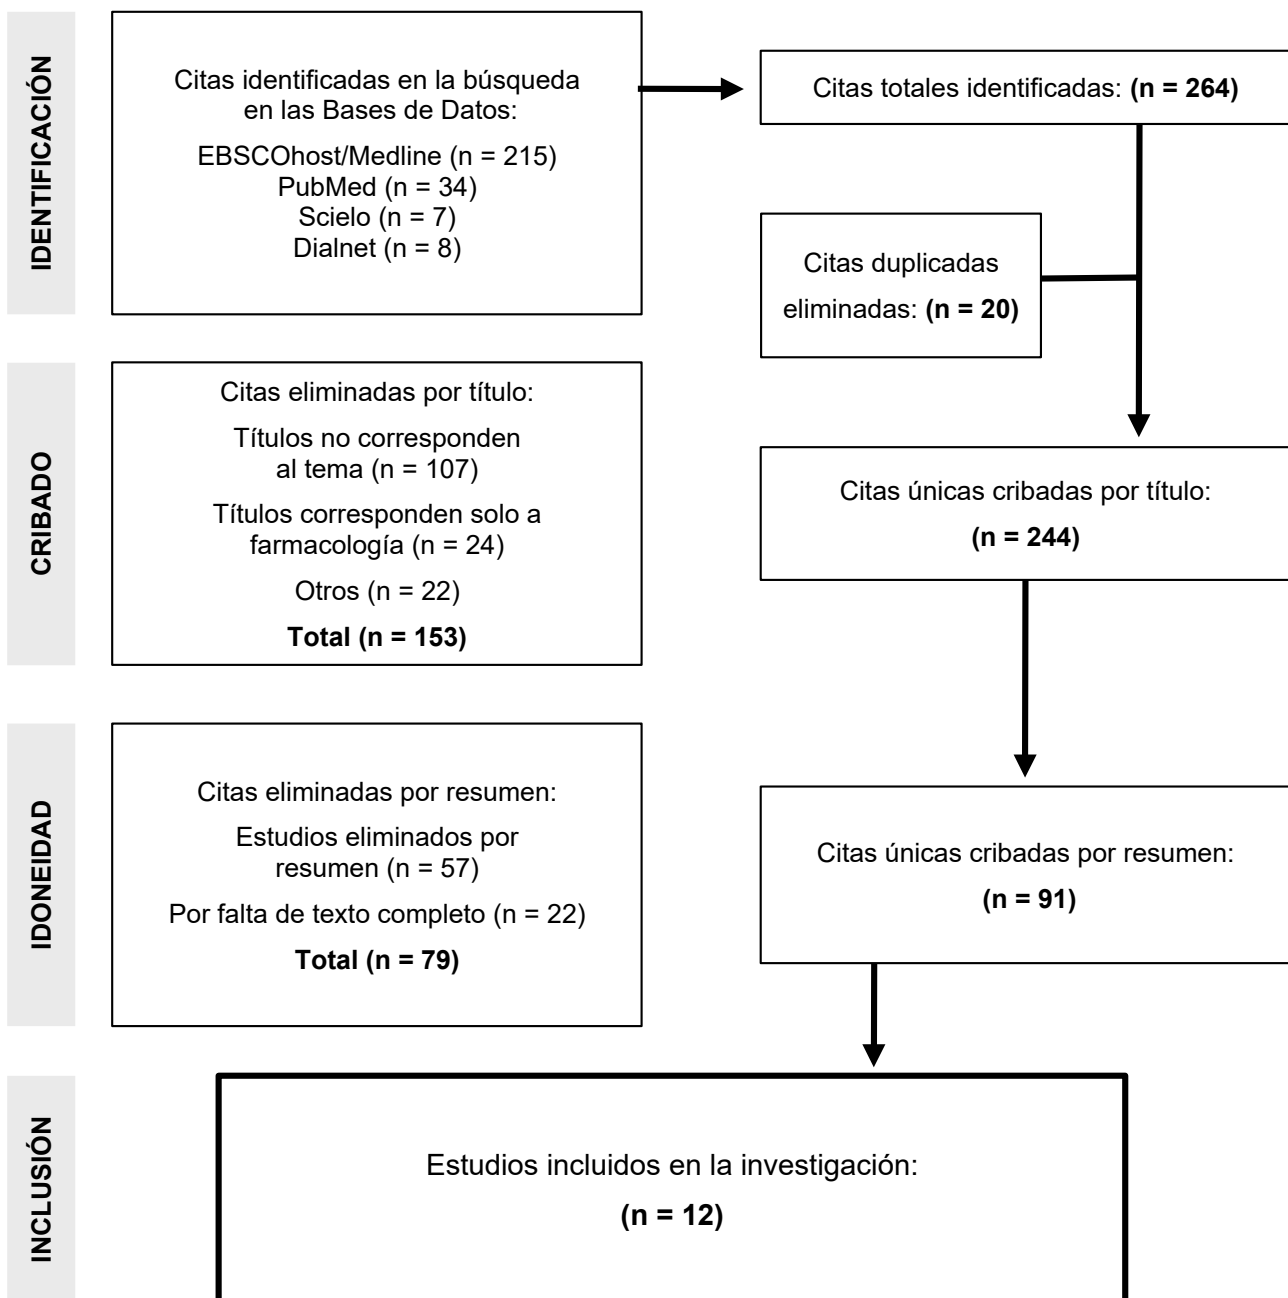 IDENTIFICACIÓN
Citas identificadas en la búsqueda
en las Bases de Datos:
EBSCOhost/Medline (n = 215)
PubMed (n = 34)
Scielo (n = 7)
Dialnet (n = 8)
Citas totales identificadas: (n = 264)
Citas duplicadas
eliminadas: (n = 20)
CRIBADO
Citas eliminadas por título:
Títulos no corresponden
al tema (n = 107)
Títulos corresponden solo a
farmacología (n = 24)
Otros (n = 22)
Total (n = 153)
Citas únicas cribadas por título:
(n = 244)
IDONEIDAD
Citas eliminadas por resumen:
Estudios eliminados por
resumen (n = 57)
Por falta de texto completo (n = 22)
Total (n = 79)
Citas únicas cribadas por resumen:
(n = 91)
INCLUSIÓN
Estudios incluidos en la investigación:
(n = 12)